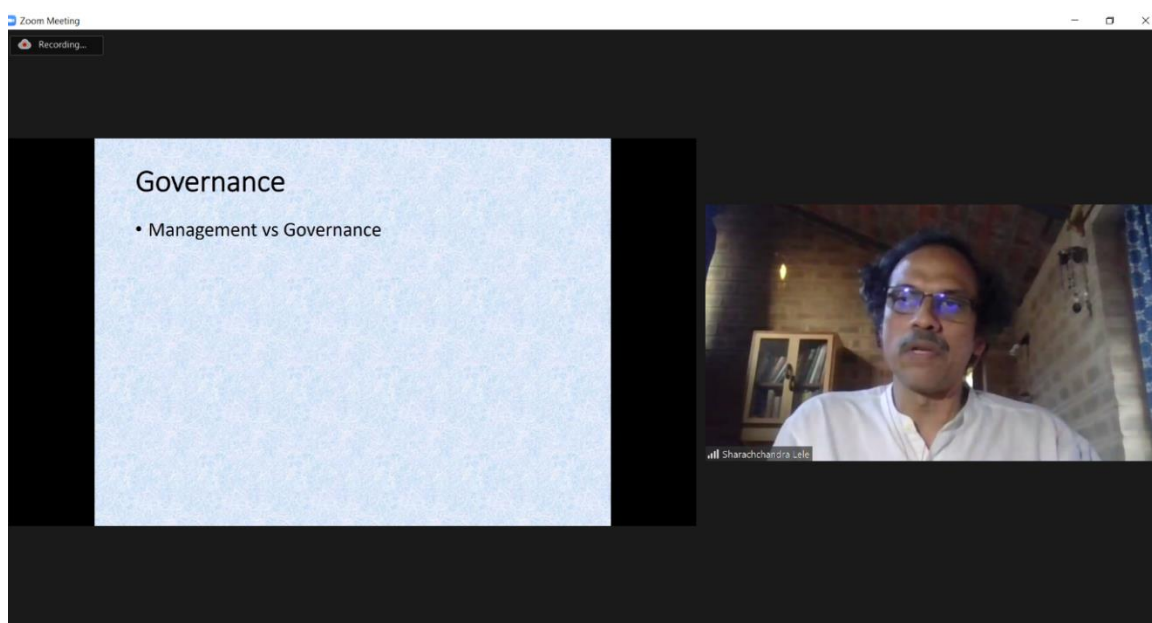 Zoom Meeting
Recording...
Governance
• Management vs Governance
Sharachchandra Lele